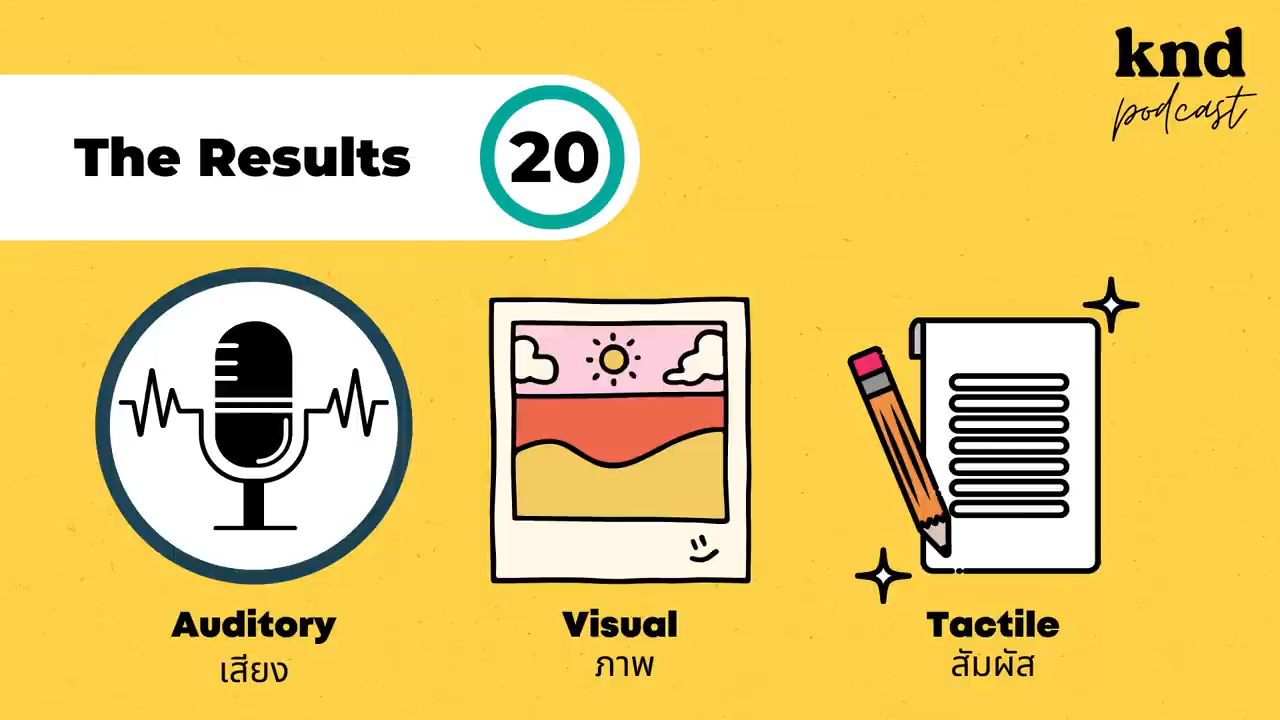 knd
podcast
The Results
20
Auditory
เสียง
Visual
ภาพ
Tactile
สัมผัส